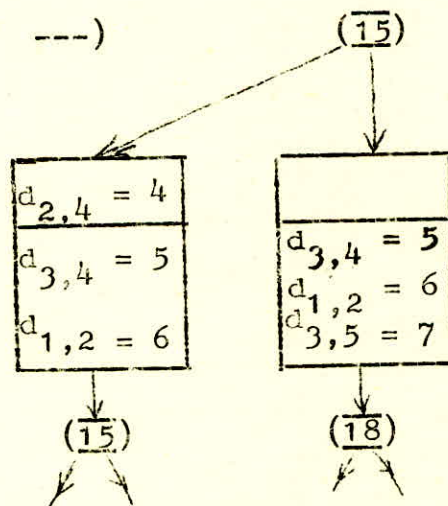 ---) (15)
d2,4 = 4
d3,4 = 5 d3,4 = 5
d1,2 = 6
d1,2 = 6 d3,5 = 7
(15) (18)